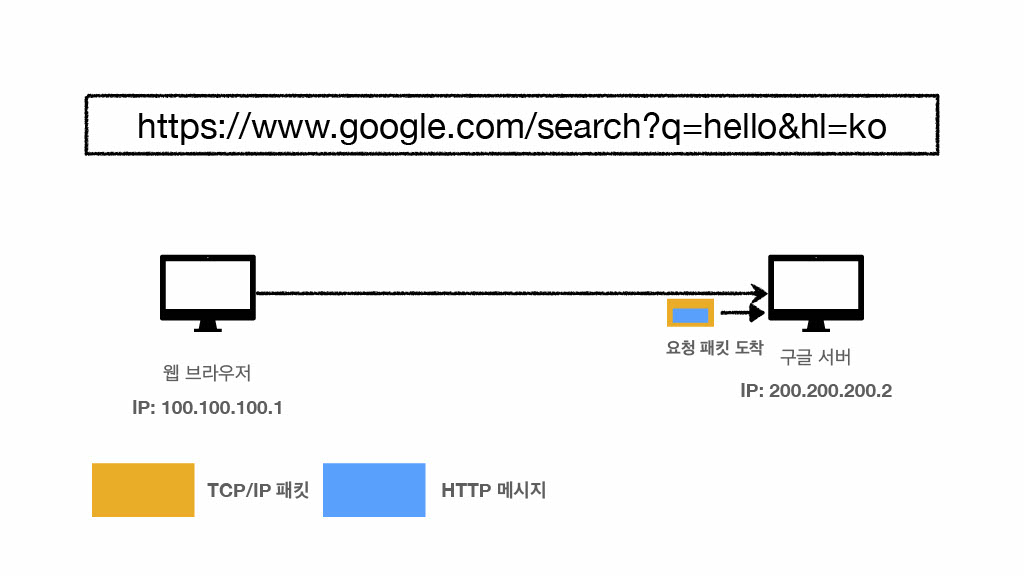 https://www.google.com/search?q=hello&hl=ko
요청 패킷 도착
웹 브라우저
구글 서버
IP: 100.100.100.1
IP: 200.200.200.2
TCP/IP 패킷
HTTP 메시지